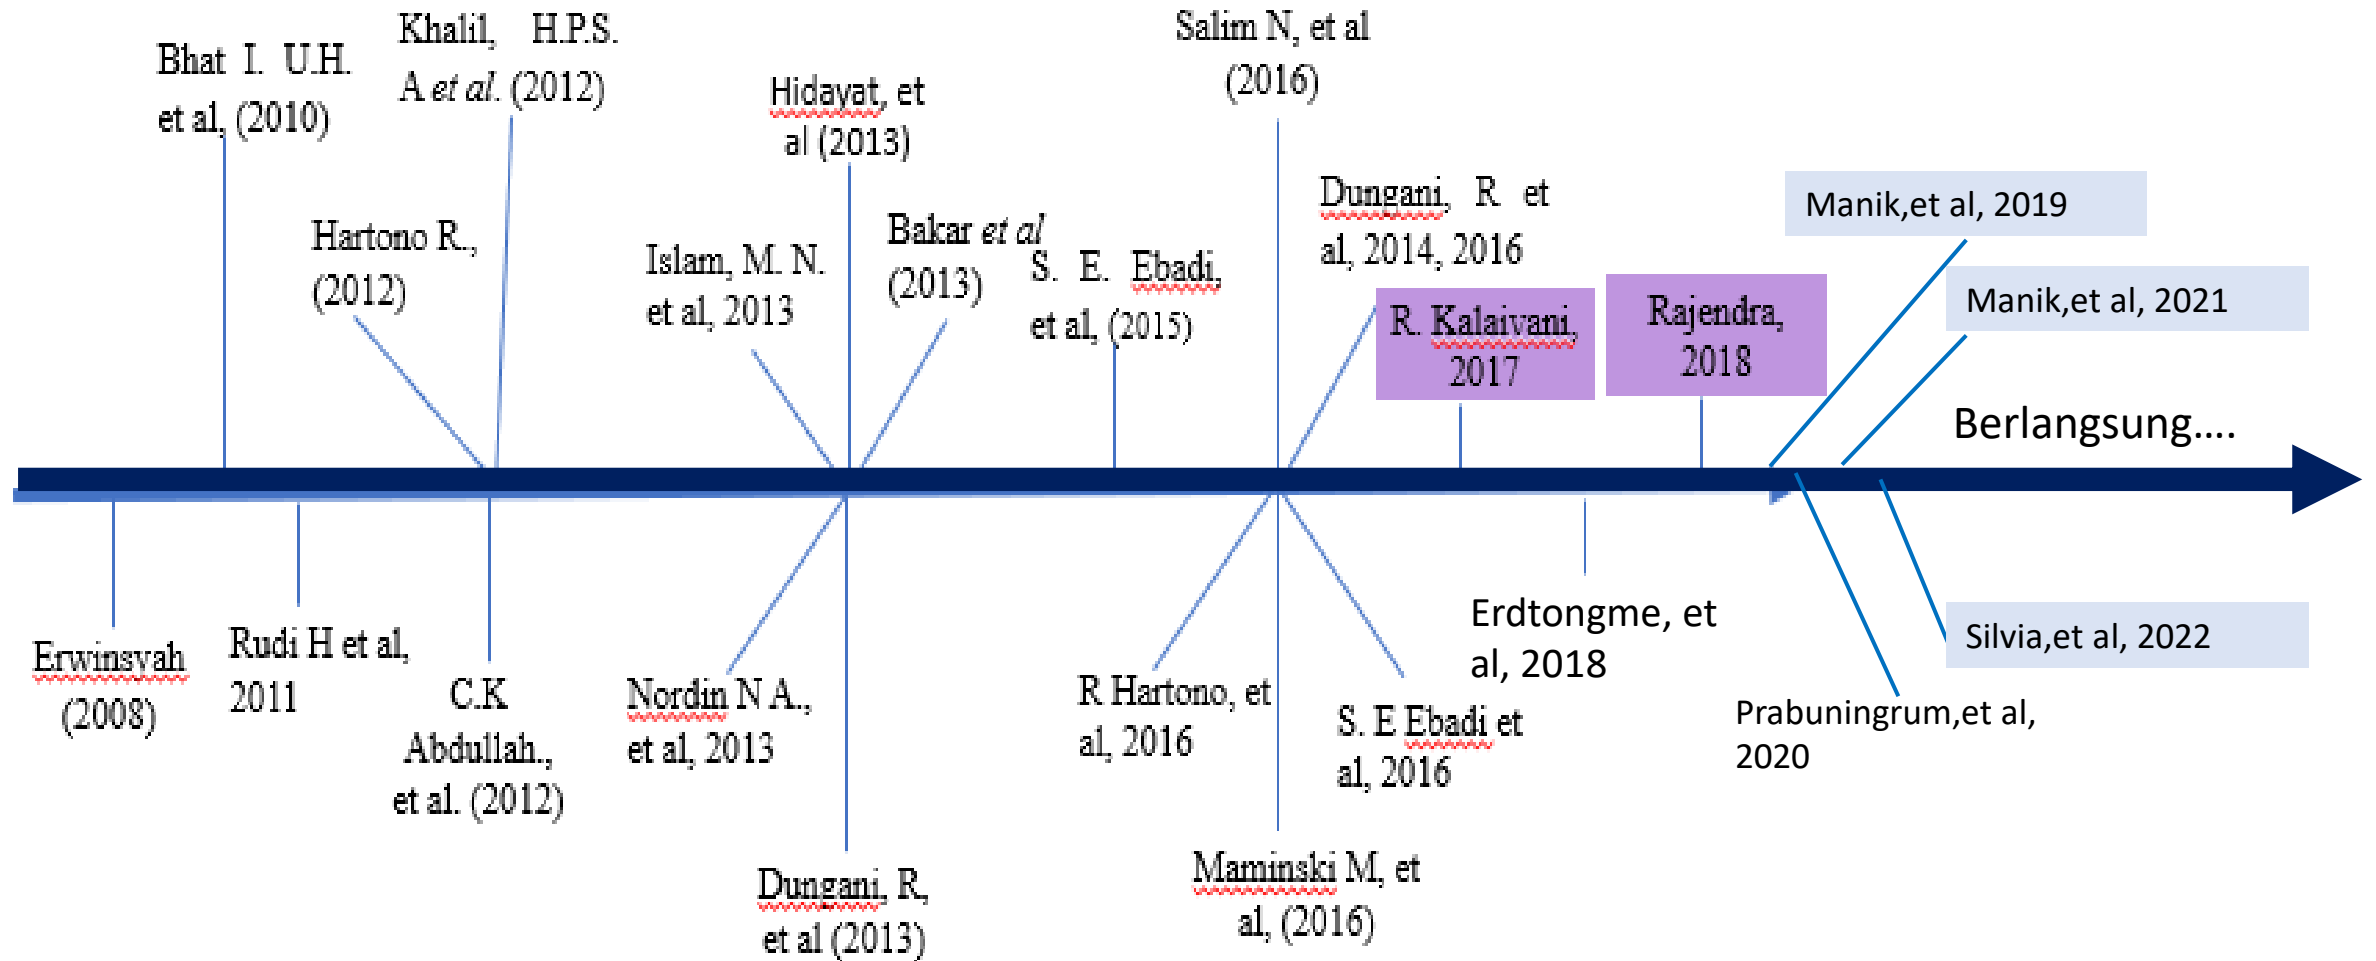 Bhat I. U.H.
et al, (2010)
Khalil, H.P.S.
A et al. (2012)
Hartono R.,
(2012)
Islam, M. N.
et al, 2013
Hidayat, et
al (2013)
Bakar et al
(2013)
S. E. Ebadi,
et al, (2015)
Salim N, et al
(2016)
Dungani, R et
al, 2014, 2016
R. Kalaivani,
2017
Rajendra,
2018
Manik,et al, 2019
Manik,et al, 2021
Berlangsung....
Erwinsyah
(2008)
Rudi H et al,
2011
C.K
Abdullah.,
et al. (2012)
Nordin N A.,
et al, 2013
Dungani, R,
et al (2013)
R Hartono, et
al, 2016
Maminski M, et
al, (2016)
S. E Ebadi et
al, 2016
Erdtongme, et
al, 2018
Prabuningrum,et al,
2020
Silvia,et al, 2022